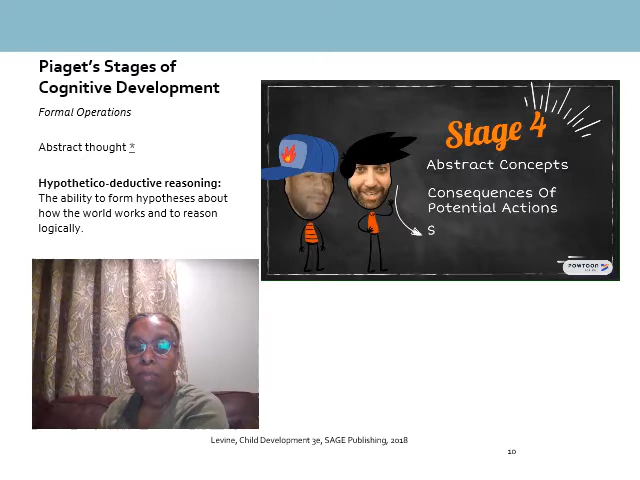 Piaget's Stages of
Cognitive Development
Formal Operations
Abstract thought *
Hypothetico-deductive reasoning:
The ability to form hypotheses about
how the world works and to reason
logically.
Stage 4
Abstract Concepts
Consequences Of
Potential Actions
S
POWTOON
Levine, Child Development 3e, SAGE Publishing, 2018
10